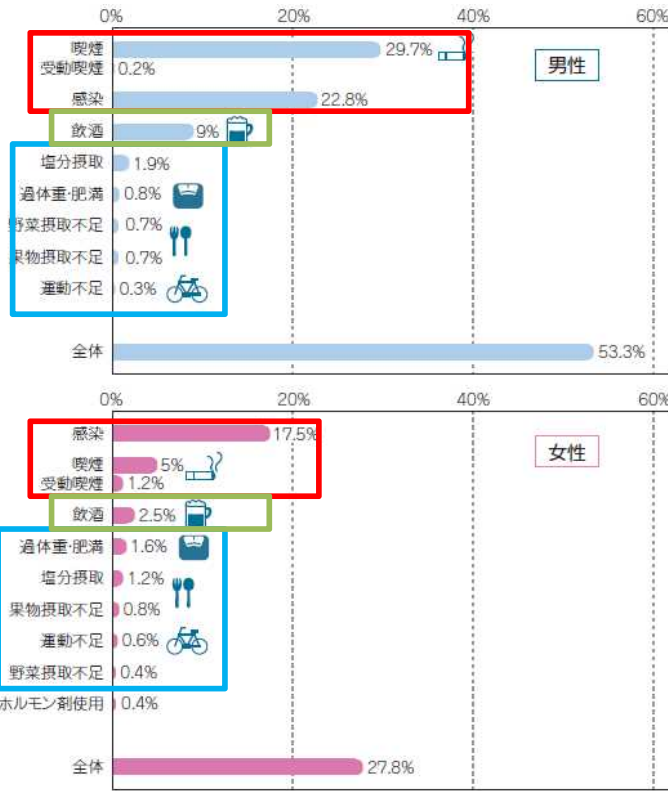 0% 20% 40% 60%
男性
喫煙 29.7%
受動喫煙 0.2%
感染 22.8%
飲酒 9%
塩分摂取 1.9%
過体重·肥満 0.8%
野菜摂取不足 0.7%
果物摂取不足 0.7%
運動不足 0.3%
全体 53.3%
0% 20% 40% 60%
女性
感染 17.5%
喫煙 5%
受動喫煙 1.2%
飲酒 2.5%
過体重·肥満 1.6%
塩分摂取 1.2%
果物摂取不足 0.8%
運動不足 0.6%
野菜摂取不足 0.4%
ホルモン剤使用 0.4%
全体 27.8%